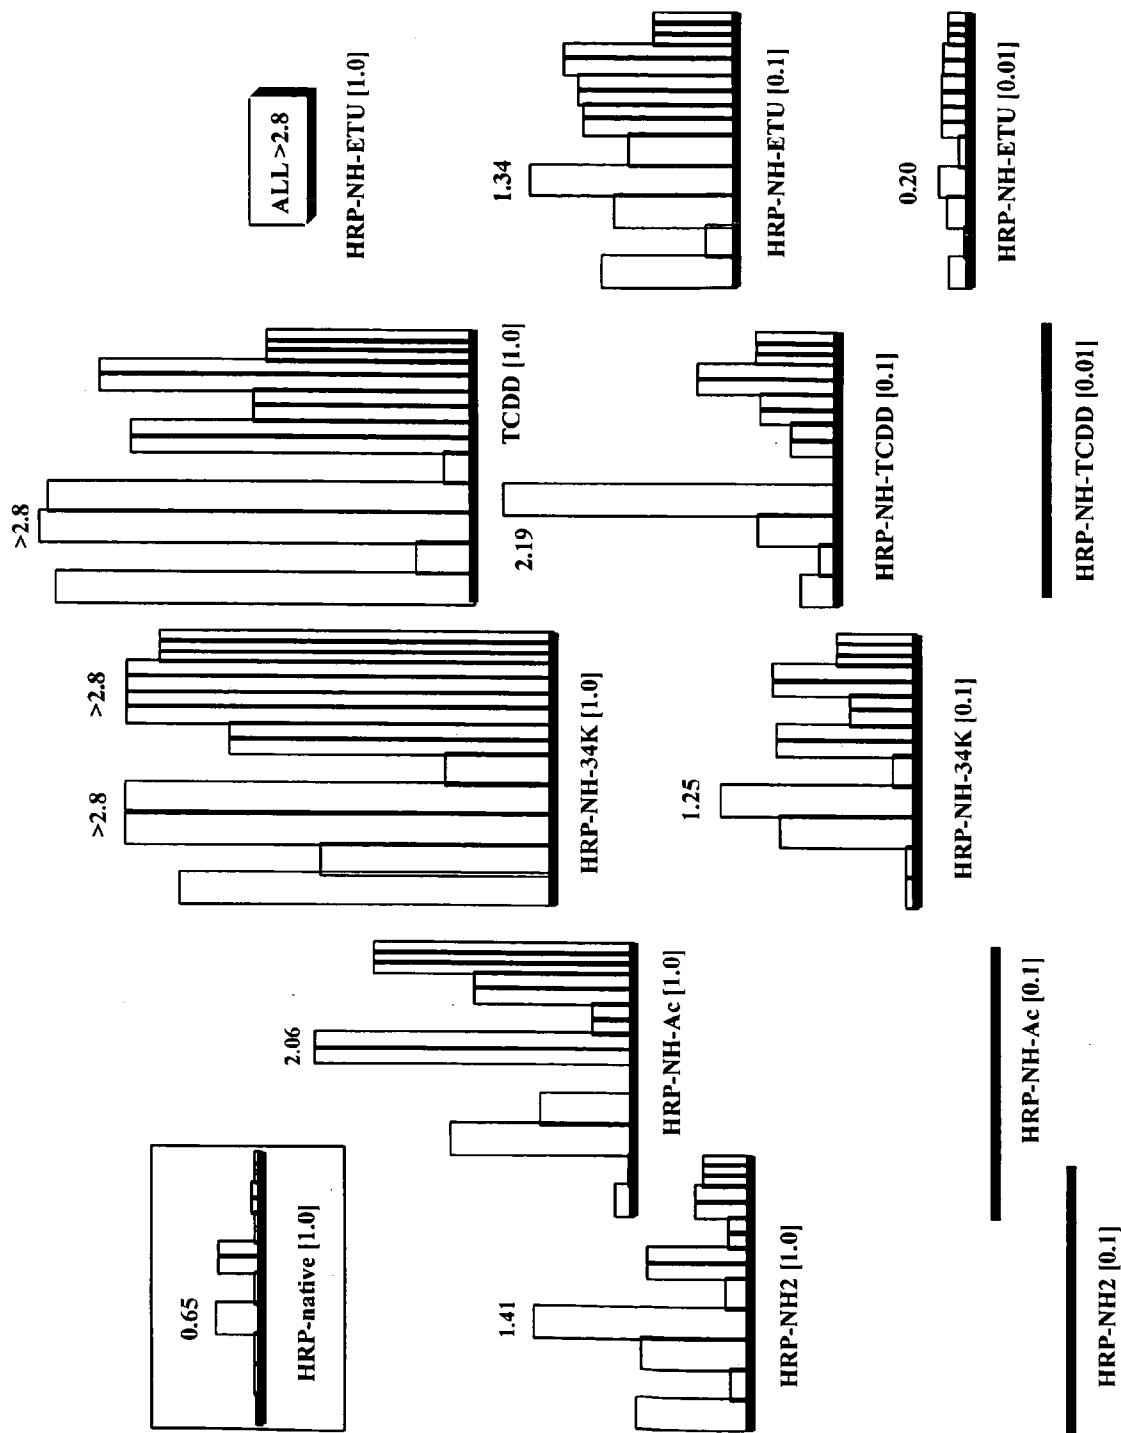 0.65
HRP-native [1.0]
1.41
HRP-NH2 [1.0]
HRP-NH2 [0.1]
2.06
HRP-NH-Ac [1.0]
HRP-NH-Ac [0.1]
>2.8
>2.8
HRP-NH-34K [1.0]
1.25
HRP-NH-34K [0.1]
>2.8
TCDD [1.0]
2.19
HRP-NH-TCDD [0.1]
HRP-NH-TCDD [0.01]
ALL >2.8
HRP-NH-ETU [1.0]
1.34
HRP-NH-ETU [0.1]
0.20
HRP-NH-ETU [0.01]